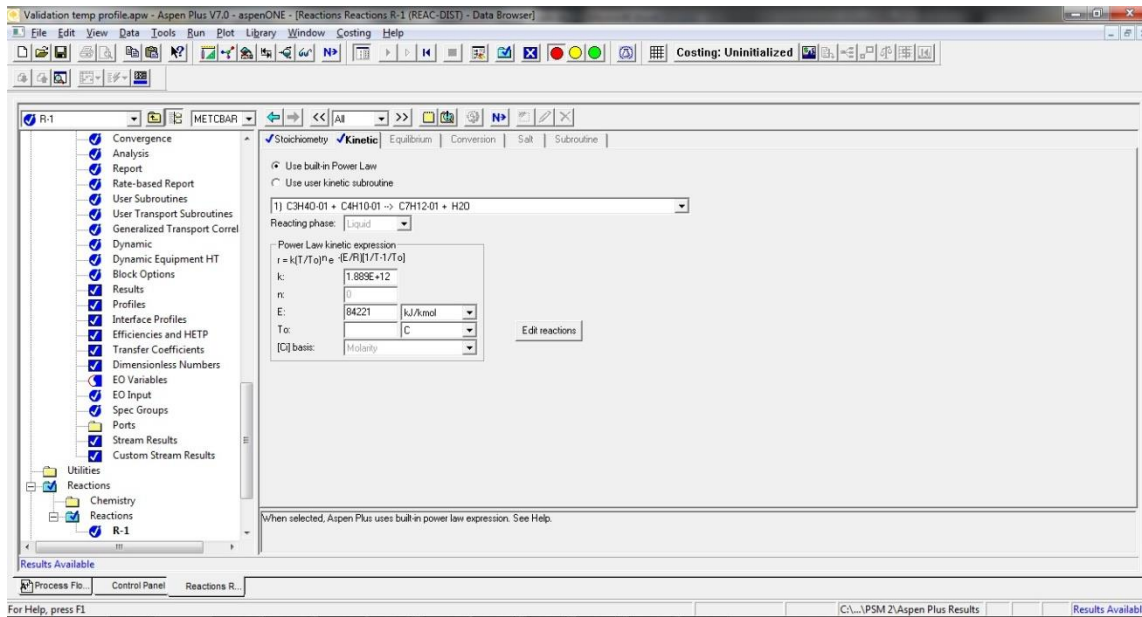 Validation temp profile.apw - Aspen Plus V7.0 - aspenONE - [Reactions Reactions R-1 (REAC-DIST) - Data Browser]
File Edit View Data Tools Run Plot Library Window Costing Help
N> Costing: Uninitialized
R-1 METCBAR << All >> N>
Convergence
Analysis
Report
Rate-based Report
User Subroutines
User Transport Subroutines
Generalized Transport Correl
Dynamic
Dynamic Equipment HT
Block Options
Results
Profiles
Interface Profiles
Efficiencies and HETP
Transfer Coefficients
Dimensionless Numbers
EO Variables
EO Input
Spec Groups
Ports
Stream Results
Custom Stream Results
Utilities
Reactions
Chemistry
Reactions
R-1
Stoichiometry Kinetic Equilibrium Conversion Salt Subroutine
Use built-in Power Law
Use user kinetic subroutine
1) C3H4O-01 + C4H10-01 --> C7H12-01 + H2O
Reacting phase: Liquid
Power Law kinetic expression
r = k(T/To)^n e -(E/R)[1/T-1/To]
k: 1.889E+12
n: 0
E: 84221 kJ/kmol
To: C
[Ci] basis: Molarity
Edit reactions
When selected, Aspen Plus uses built-in power law expression. See Help.
Results Available
Process Flo... Control Panel Reactions R...
For Help, press F1 C:\...\PSM 2\Aspen Plus Results Results Availabl